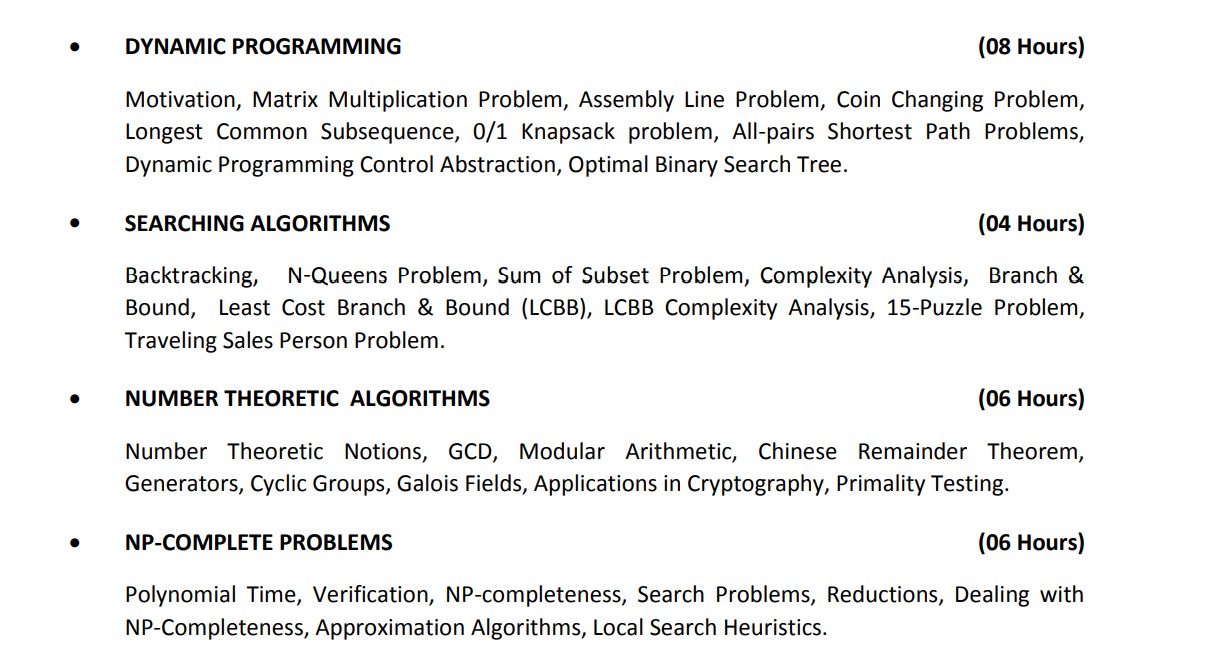 • DYNAMIC PROGRAMMING (08 Hours)
Motivation, Matrix Multiplication Problem, Assembly Line Problem, Coin Changing Problem,
Longest Common Subsequence, 0/1 Knapsack problem, All-pairs Shortest Path Problems,
Dynamic Programming Control Abstraction, Optimal Binary Search Tree.
• SEARCHING ALGORITHMS (04 Hours)
Backtracking, N-Queens Problem, Sum of Subset Problem, Complexity Analysis, Branch &
Bound, Least Cost Branch & Bound (LCBB), LCBB Complexity Analysis, 15-Puzzle Problem,
Traveling Sales Person Problem.
• NUMBER THEORETIC ALGORITHMS (06 Hours)
Number Theoretic Notions, GCD, Modular Arithmetic, Chinese Remainder Theorem,
Generators, Cyclic Groups, Galois Fields, Applications in Cryptography, Primality Testing.
• NP-COMPLETE PROBLEMS (06 Hours)
Polynomial Time, Verification, NP-completeness, Search Problems, Reductions, Dealing with
NP-Completeness, Approximation Algorithms, Local Search Heuristics.